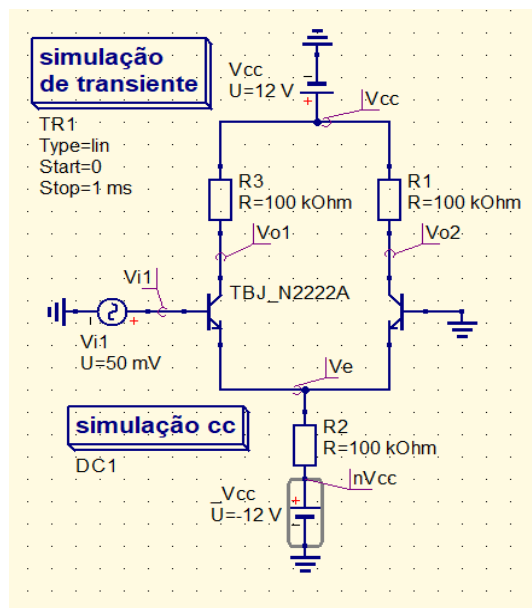 simulação
de transiente
TR1
Type=lin
Start=0
Stop=1 ms
Vcc
U=12 V
Vcc
R3
R=100 kOhm
R1
R=100 kOhm
Vo1
Vo2
Vi1
TBJ_N2222A
Vi1
U=50 mV
Ve
simulação cc
DC1
R2
R=100 kOhm
nVcc
_Vcc
U=-12 V